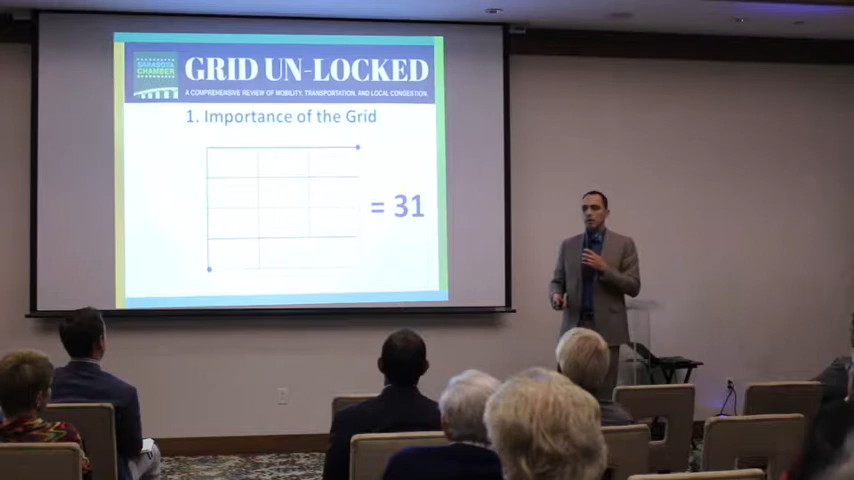 SARASOTA
CHAMBER
GRID UN-LOCKED
A COMPREHENSIVE REVIEW OF MOBILITY, TRANSPORTATION, AND LOCAL CONGESTION.
1. Importance of the Grid
= 31